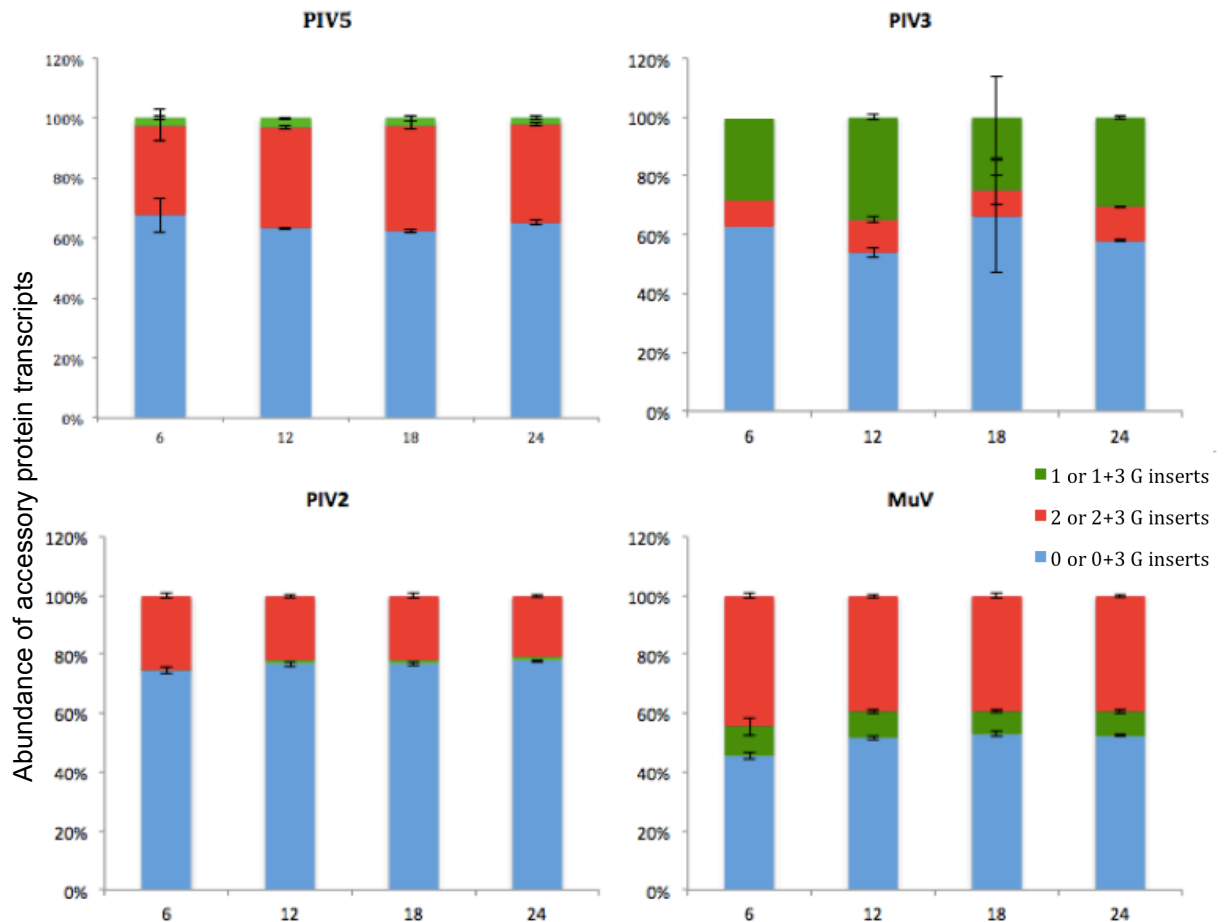 PIV5
120%
100%
80%
60%
40%
20%
0%
6 12 18 24
PIV3
120%
100%
80%
60%
40%
20%
0%
6 12 18 24
Abundance of accessory protein transcripts
PIV2
120%
100%
80%
60%
40%
20%
0%
6 12 18 24
MuV
120%
100%
80%
60%
40%
20%
0%
6 12 18 24
1 or 1+3 G inserts
2 or 2+3 G inserts
0 or 0+3 G inserts